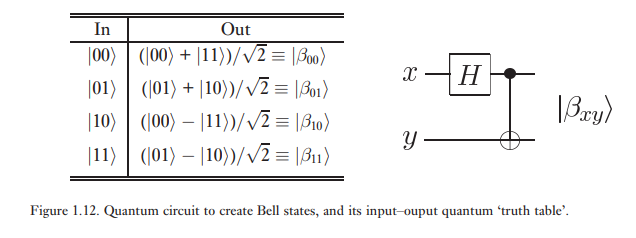 In Out
|00⟩ (|00⟩ + |11⟩)/√2 ≡ |β00⟩
|01⟩ (|01⟩ + |10⟩)/√2 ≡ |β01⟩
|10⟩ (|00⟩ − |11⟩)/√2 ≡ |β10⟩
|11⟩ (|01⟩ − |10⟩)/√2 ≡ |β11⟩
x H
|βxy⟩
y
Figure 1.12. Quantum circuit to create Bell states, and its input–ouput quantum ‘truth table’.